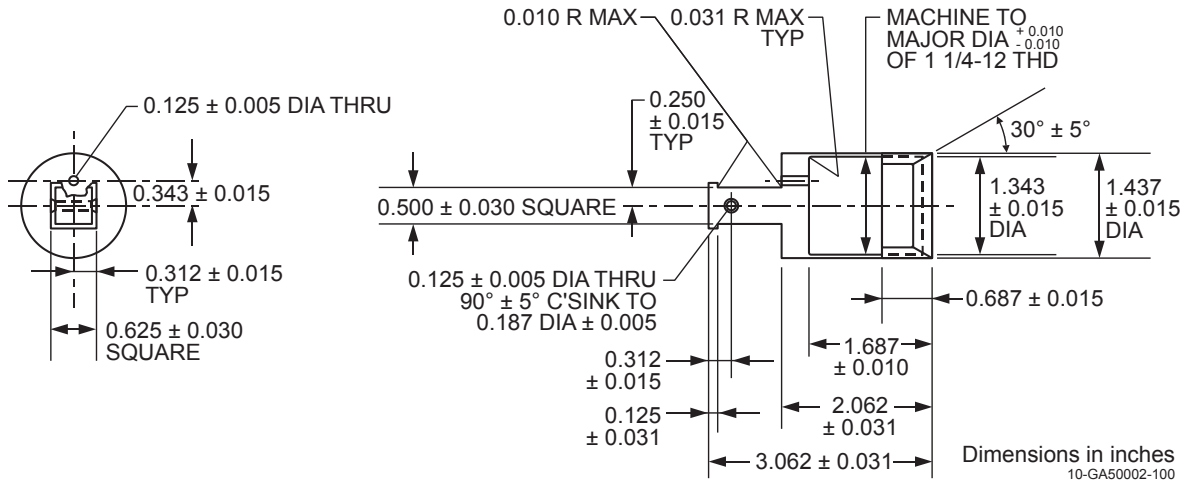 0.010 R MAX
0.031 R MAX
TYP
MACHINE TO
MAJOR DIA + 0.010
- 0.010
OF 1 1/4-12 THD
0.125 ± 0.005 DIA THRU
0.250
± 0.015
TYP
30° ± 5°
0.343 ± 0.015
0.500 ± 0.030 SQUARE
1.343
± 0.015
DIA
1.437
± 0.015
DIA
0.312 ± 0.015
TYP
0.125 ± 0.005 DIA THRU
90° ± 5° C'SINK TO
0.187 DIA ± 0.005
0.687 ± 0.015
0.625 ± 0.030
SQUARE
0.312
± 0.015
1.687
± 0.010
0.125
± 0.031
2.062
± 0.031
3.062 ± 0.031
Dimensions in inches
10-GA50002-100